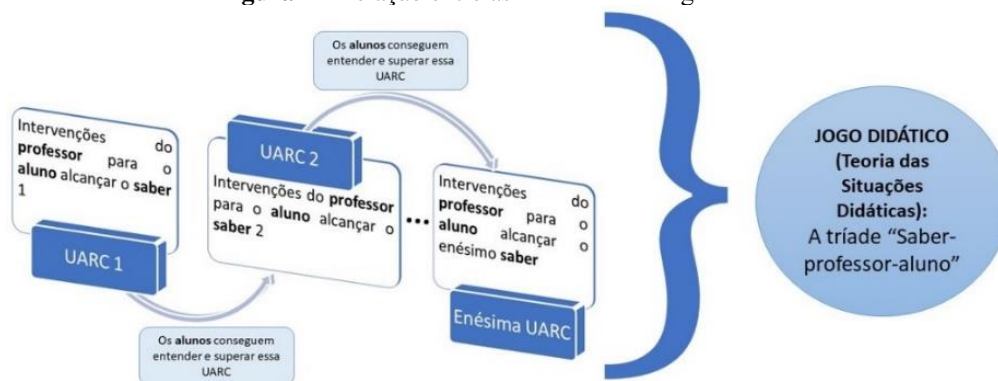 Os alunos conseguem
entender e superar essa
UARC
Intervenções do
professor para o
aluno alcançar o saber
1
UARC 1
UARC 2
Intervenções do professor
para o aluno alcançar o
saber 2
...
Intervenções do
professor para o
aluno alcançar o
enésimo saber
Enésima UARC
Os alunos conseguem
entender e superar essa
UARC
JOGO DIDÁTICO
(Teoria das
Situações
Didáticas):
A tríade “Saber-
professor-aluno”